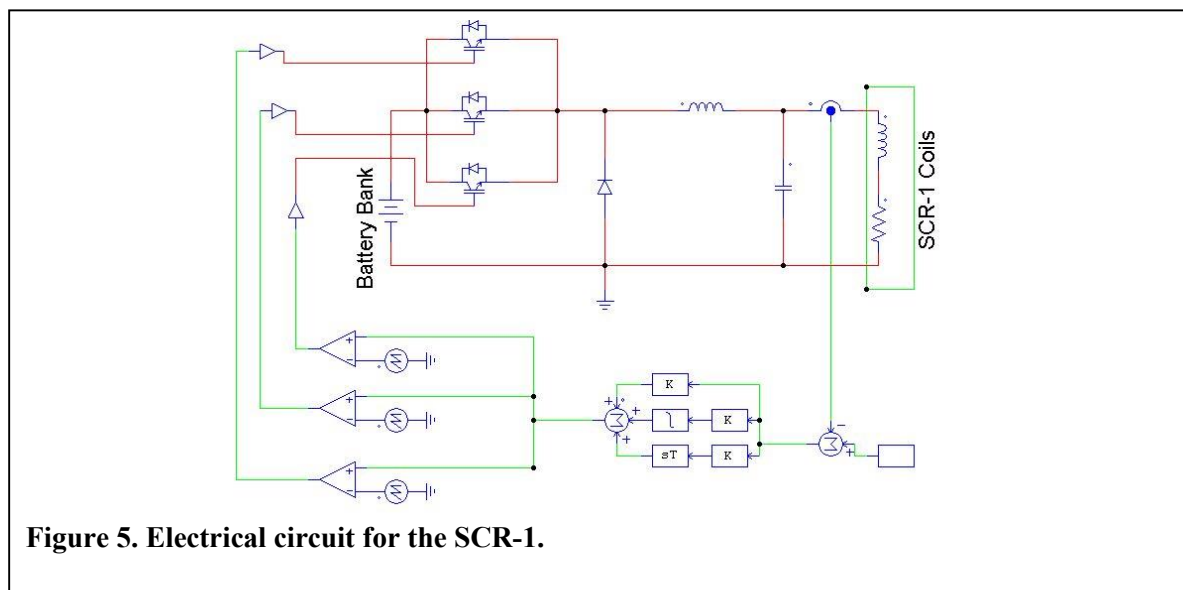 Battery Bank
SCR-1 Coils
+
−
+
−
+
−
K
K
sT
K
+
+
+
Σ
−
+
Σ
Figure 5. Electrical circuit for the SCR-1.